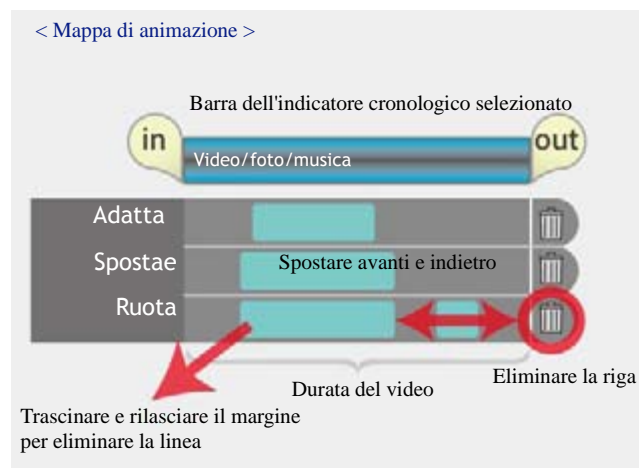 < Mappa di animazione >
Barra dell'indicatore cronologico selezionato
in
out
Video/foto/musica
Adatta
Spostae
Spostare avanti e indietro
Ruota
Durata del video
Eliminare la riga
Trascinare e rilasciare il margine
per eliminare la linea